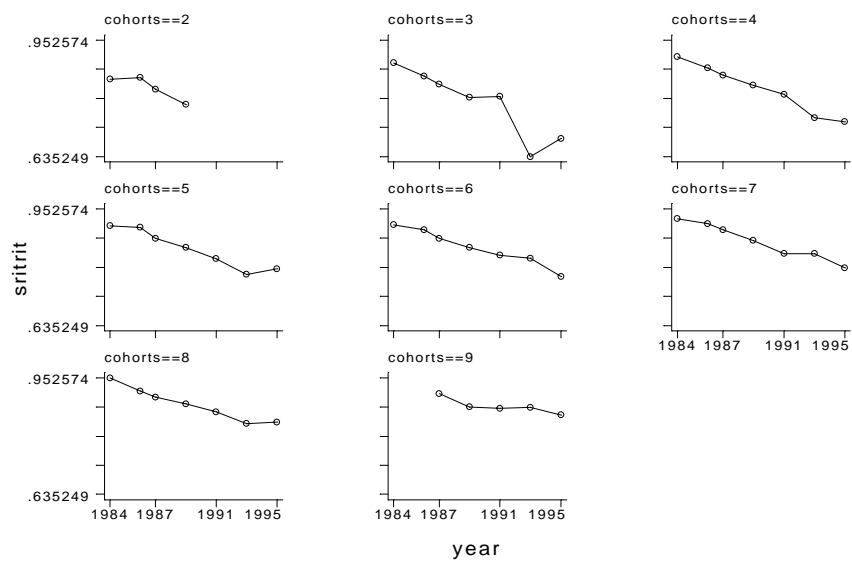 cohorts==2
cohorts==3
cohorts==4
.952574
.635249
cohorts==5
cohorts==6
cohorts==7
.952574
.635249
1984 1987 1991 1995
cohorts==8
cohorts==9
.952574
.635249
1984 1987 1991 1995
1984 1987 1991 1995
sritrit
year